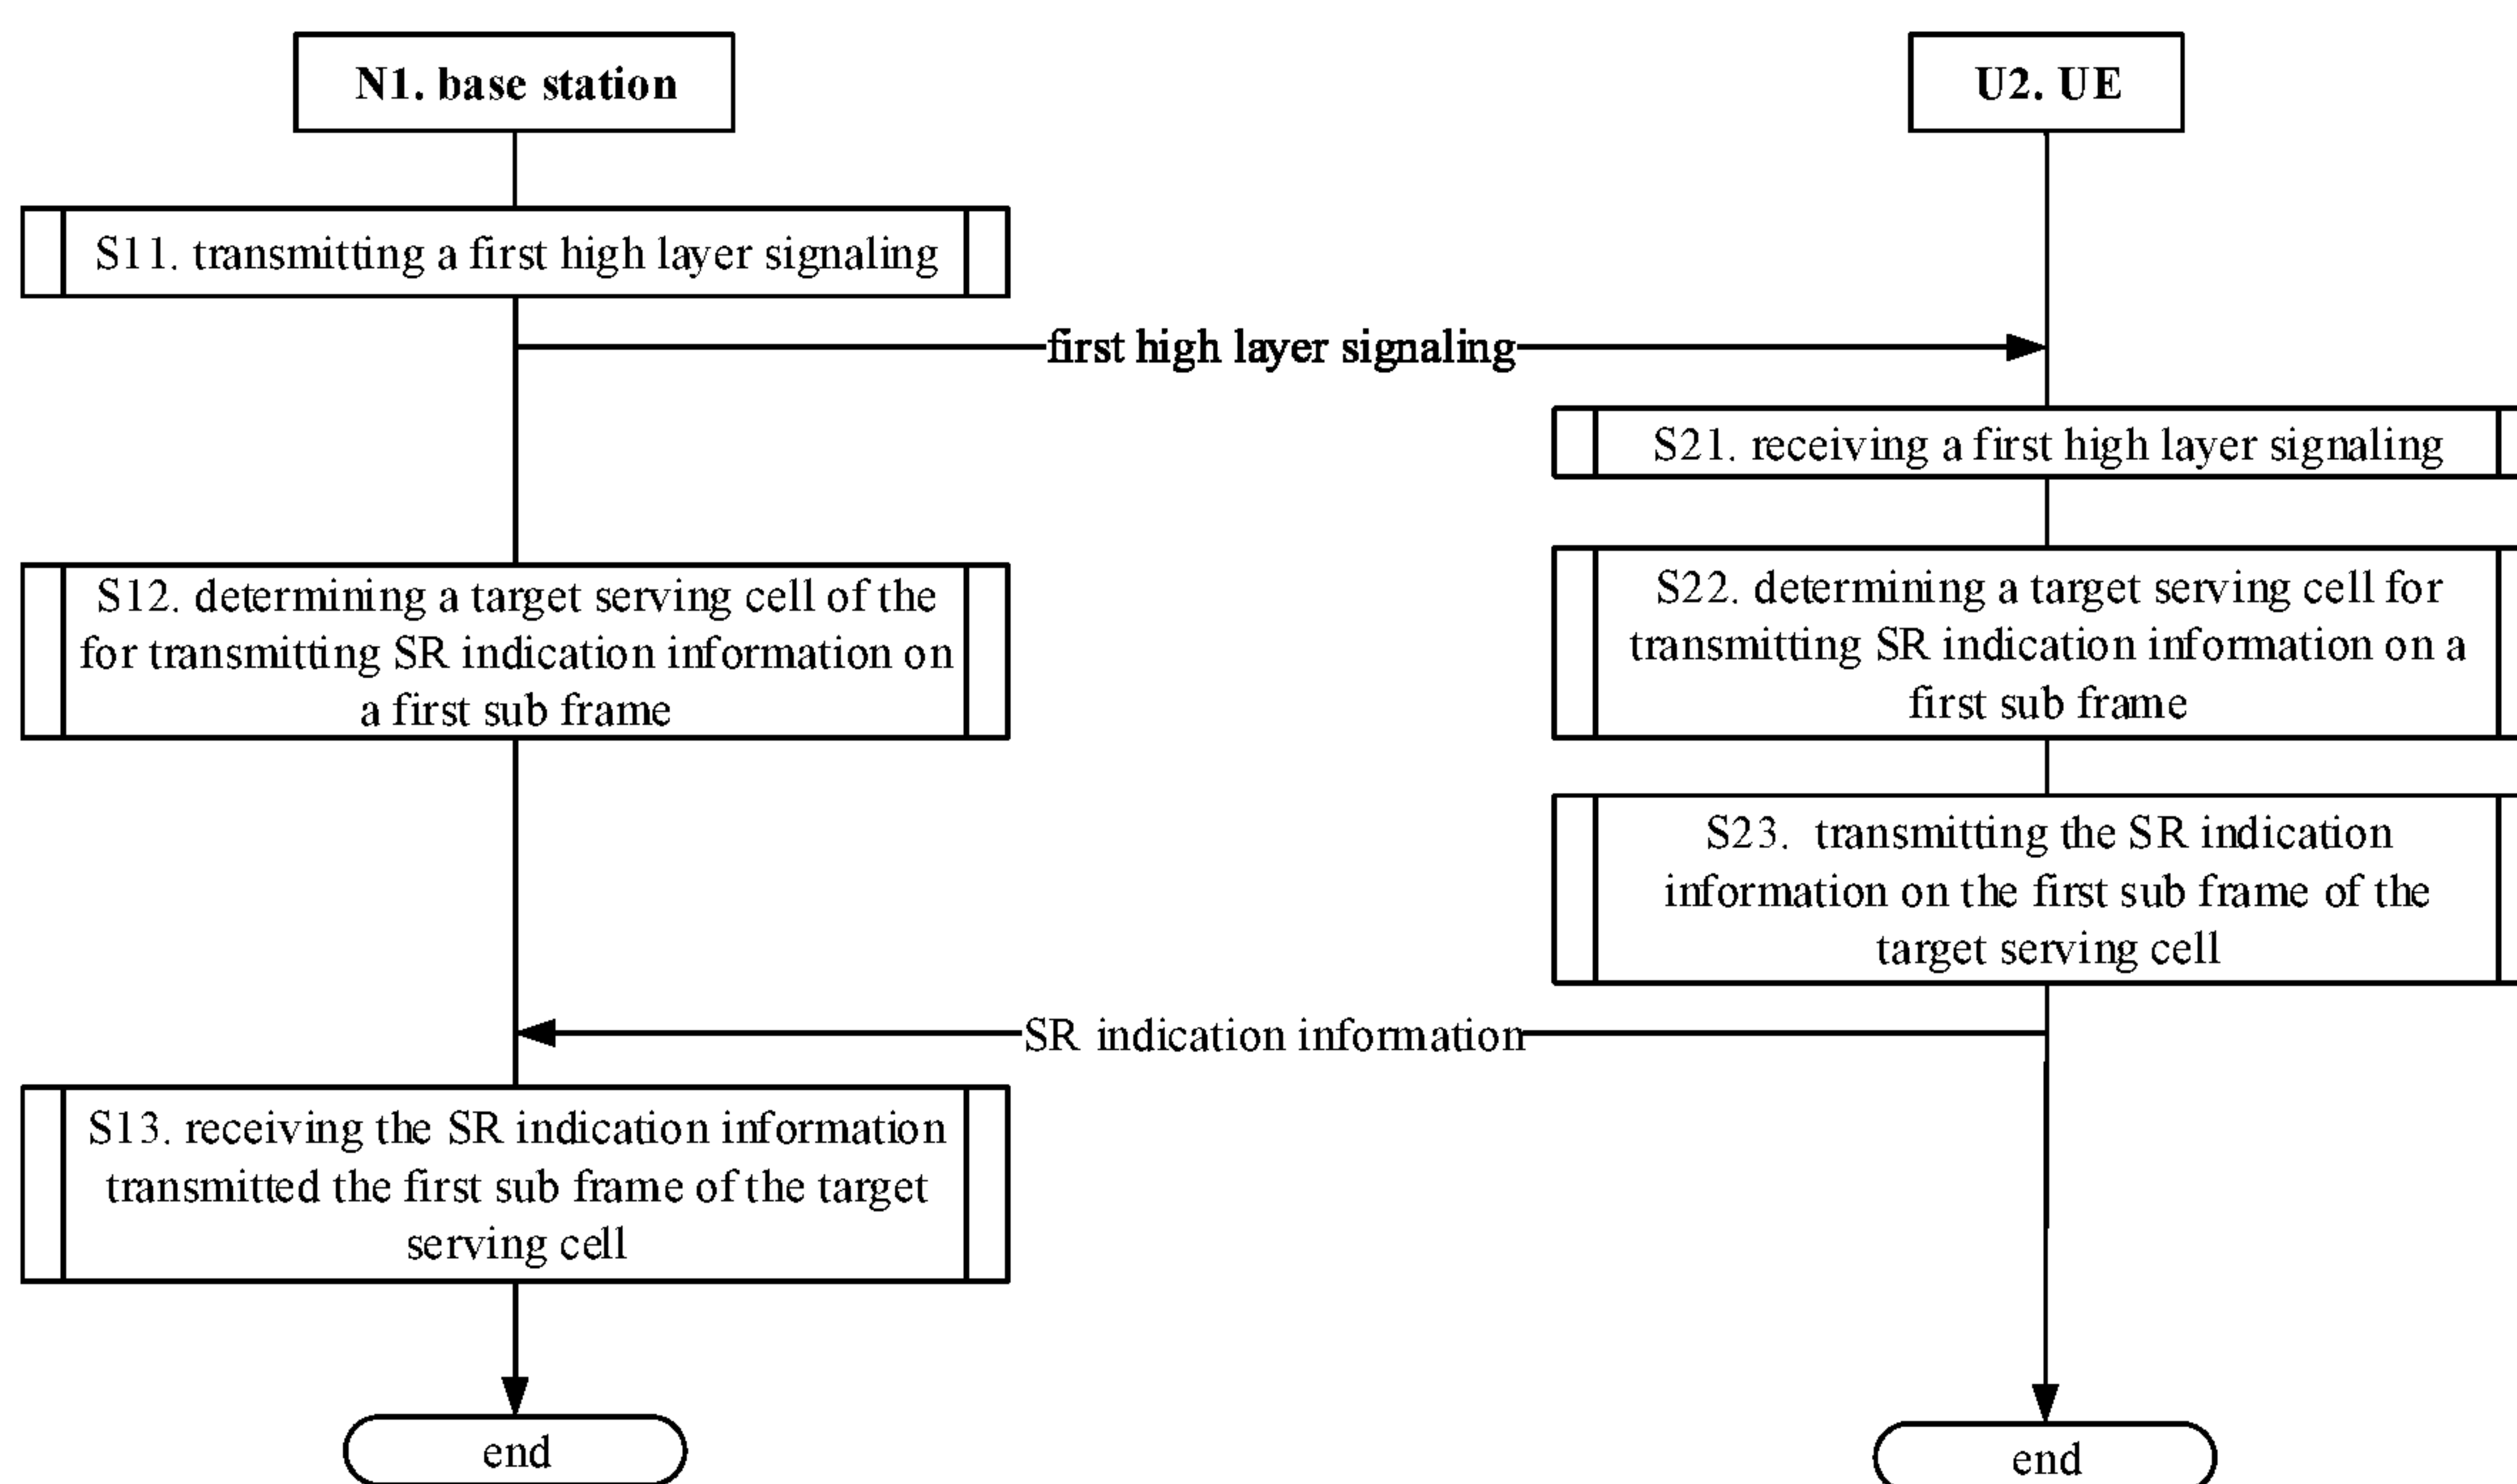 N1. base station
U2. UE
S11. transmitting a first high layer signaling
first high layer signaling
S21. receiving a first high layer signaling
S12. determining a target serving cell of the
for transmitting SR indication information on
a first sub frame
S22. determining a target serving cell for
transmitting SR indication information on a
first sub frame
S23. transmitting the SR indication
information on the first sub frame of the
target serving cell
SR indication information
S13. receiving the SR indication information
transmitted the first sub frame of the target
serving cell
end
end